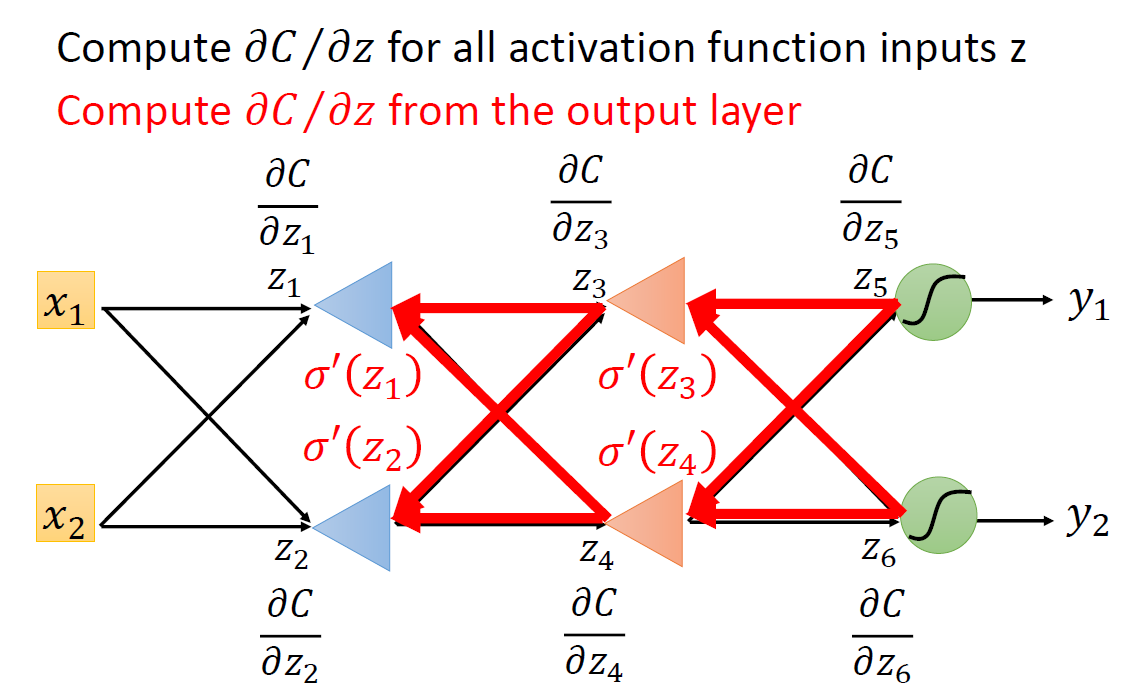 Compute ∂C/∂z for all activation function inputs z
Compute ∂C/∂z from the output layer
∂C/∂z₁
∂C/∂z₃
∂C/∂z₅
x₁
z₁
z₃
z₅
y₁
σ′(z₁)
σ′(z₃)
σ′(z₂)
σ′(z₄)
x₂
z₂
z₄
z₆
y₂
∂C/∂z₂
∂C/∂z₄
∂C/∂z₆